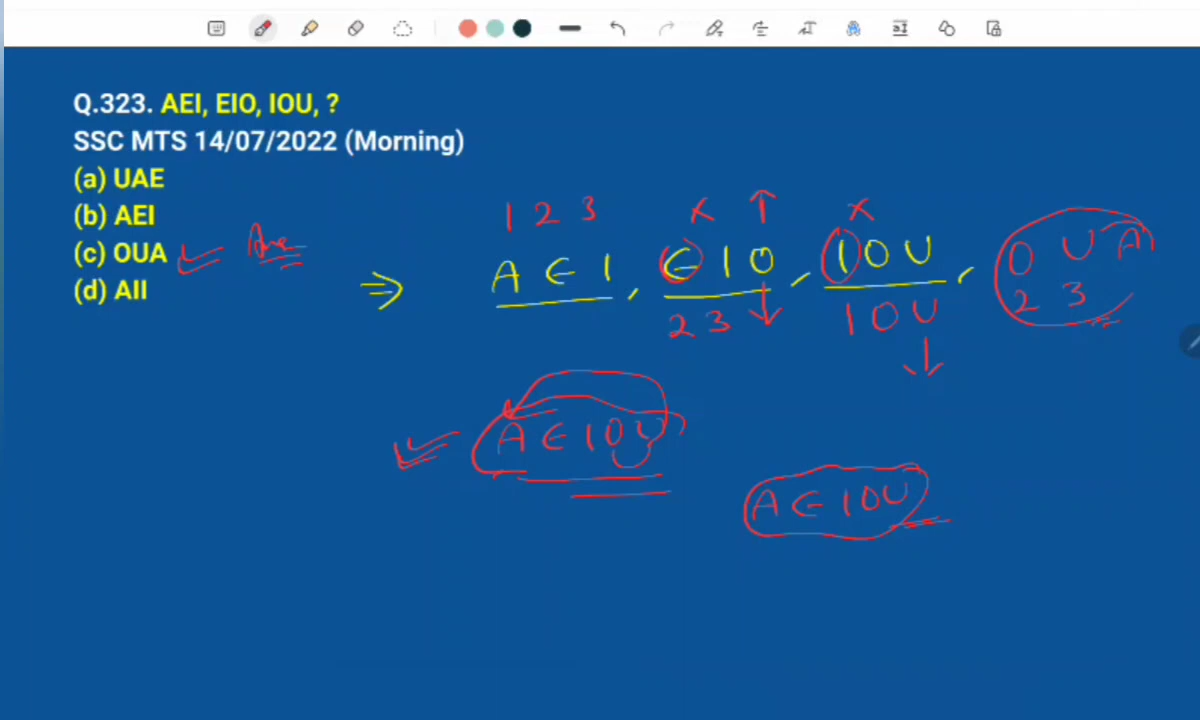 Q.323. AEI, EIO, IOU, ?
SSC MTS 14/07/2022 (Morning)
(a) UAE
(b) AEI
(c) OUA Ans
(d) AII
1 2 3
⇒ AEI, EIO, IOU, OUA
2 3 IOU 2 3
AEIOU
AEIOU